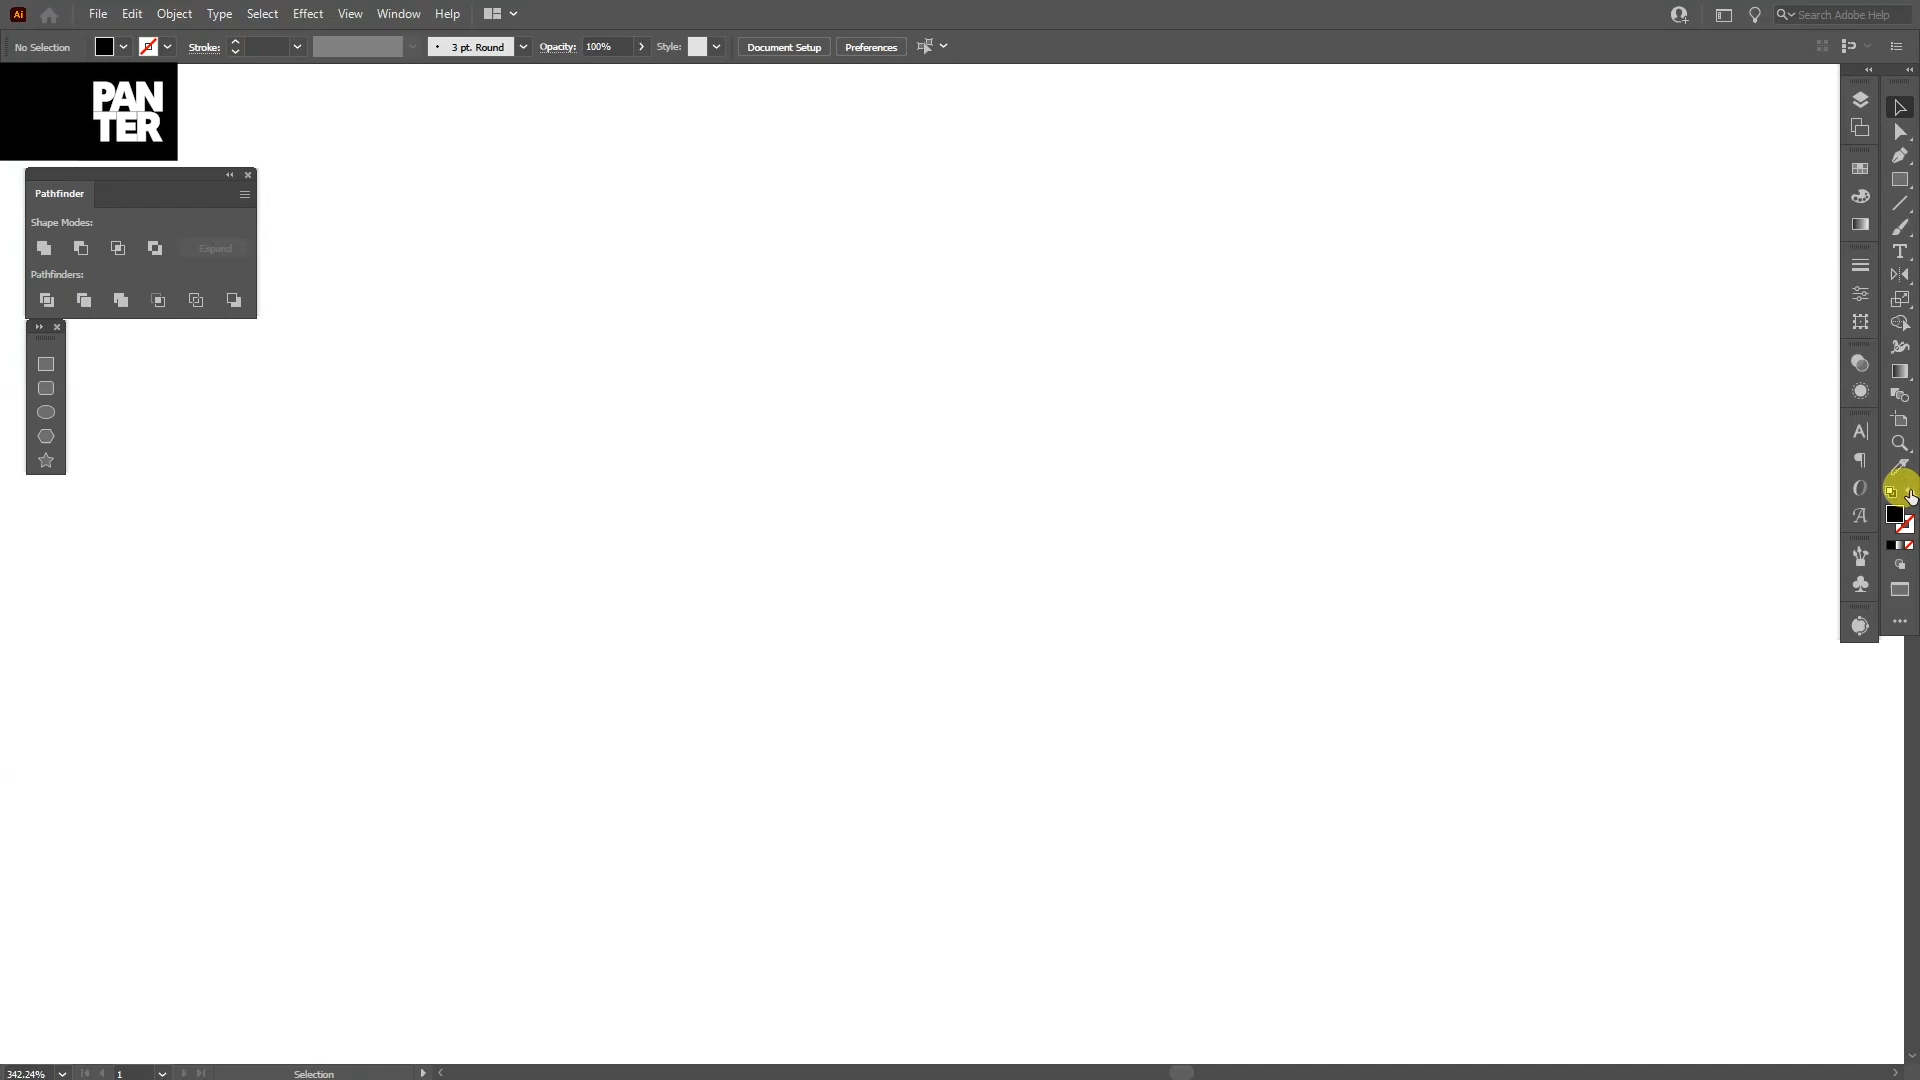 Ai File Edit Object Type Select Effect View Window Help Search Adobe Help
No Selection Stroke: 3 pt. Round Opacity: 100% Style: Document Setup Preferences
PAN
TER
Pathfinder
Shape Modes:
Expand
Pathfinders:
342.24% 1 Selection